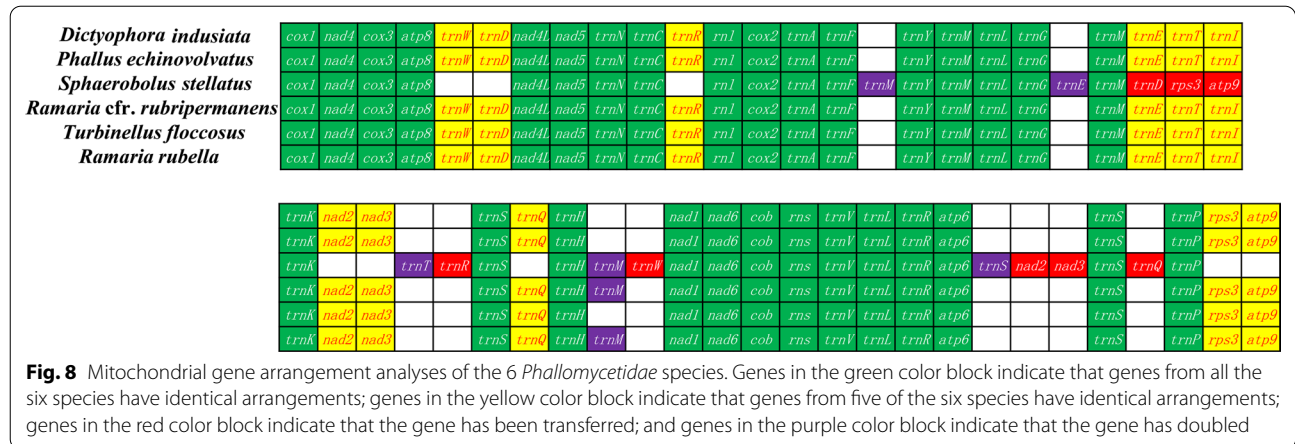 Dictyophora indusiata cox1 nad4 cox3 atp8 trnW trnD nad4L nad5 trnN trnC trnR rnl cox2 trnA trnF trnY trnM trnL trnG trnM trnE trnT trnI
Phallus echinovolvatus cox1 nad4 cox3 atp8 trnW trnD nad4L nad5 trnN trnC trnR rnl cox2 trnA trnF trnY trnM trnL trnG trnM trnE trnT trnI
Sphaerobolus stellatus cox1 nad4 cox3 atp8 nad4L nad5 trnN trnC rnl cox2 trnA trnF trnM trnY trnM trnL trnG trnE trnM trnD rps3 atp9
Ramaria cfr. rubripermanens cox1 nad4 cox3 atp8 trnW trnD nad4L nad5 trnN trnC trnR rnl cox2 trnA trnF trnY trnM trnL trnG trnM trnE trnT trnI
Turbinellus floccosus cox1 nad4 cox3 atp8 trnW trnD nad4L nad5 trnN trnC trnR rnl cox2 trnA trnF trnY trnM trnL trnG trnM trnE trnT trnI
Ramaria rubella cox1 nad4 cox3 atp8 trnW trnD nad4L nad5 trnN trnC trnR rnl cox2 trnA trnF trnY trnM trnL trnG trnM trnE trnT trnI
trnK nad2 nad3 trnS trnQ trnH nad1 nad6 cob rns trnV trnL trnR atp6 trnS trnP rps3 atp9
trnK nad2 nad3 trnS trnQ trnH nad1 nad6 cob rns trnV trnL trnR atp6 trnS trnP rps3 atp9
trnK trnT trnR trnS trnH trnM trnW nad1 nad6 cob rns trnV trnL trnR atp6 trnS nad2 nad3 trnS trnQ trnP
trnK nad2 nad3 trnS trnQ trnH trnM nad1 nad6 cob rns trnV trnL trnR atp6 trnS trnP rps3 atp9
trnK nad2 nad3 trnS trnQ trnH nad1 nad6 cob rns trnV trnL trnR atp6 trnS trnP rps3 atp9
trnK nad2 nad3 trnS trnQ trnH trnM nad1 nad6 cob rns trnV trnL trnR atp6 trnS trnP rps3 atp9
Fig. 8 Mitochondrial gene arrangement analyses of the 6 Phallomycetidae species. Genes in the green color block indicate that genes from all the
six species have identical arrangements; genes in the yellow color block indicate that genes from five of the six species have identical arrangements;
genes in the red color block indicate that the gene has been transferred; and genes in the purple color block indicate that the gene has doubled